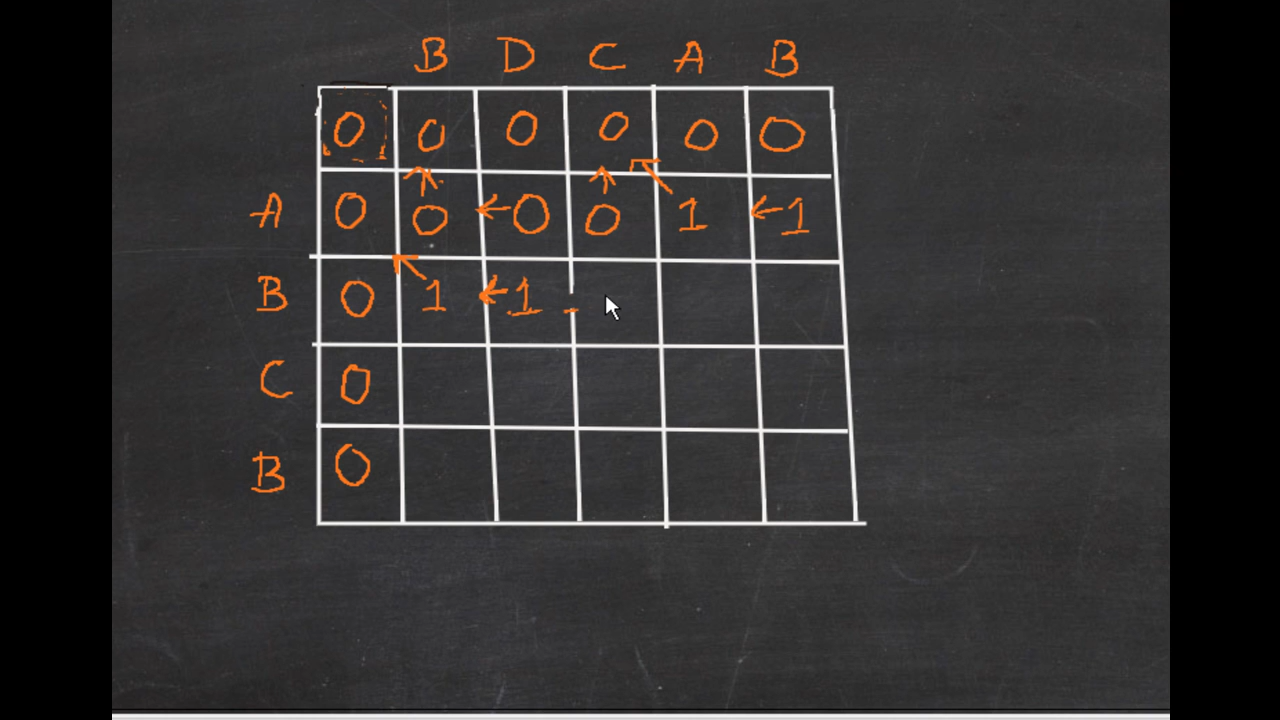 B D C A B
0 0 0 0 0 0
A 0 0 ←0 0 1 ←1
B 0 1 ←1
C 0
B 0